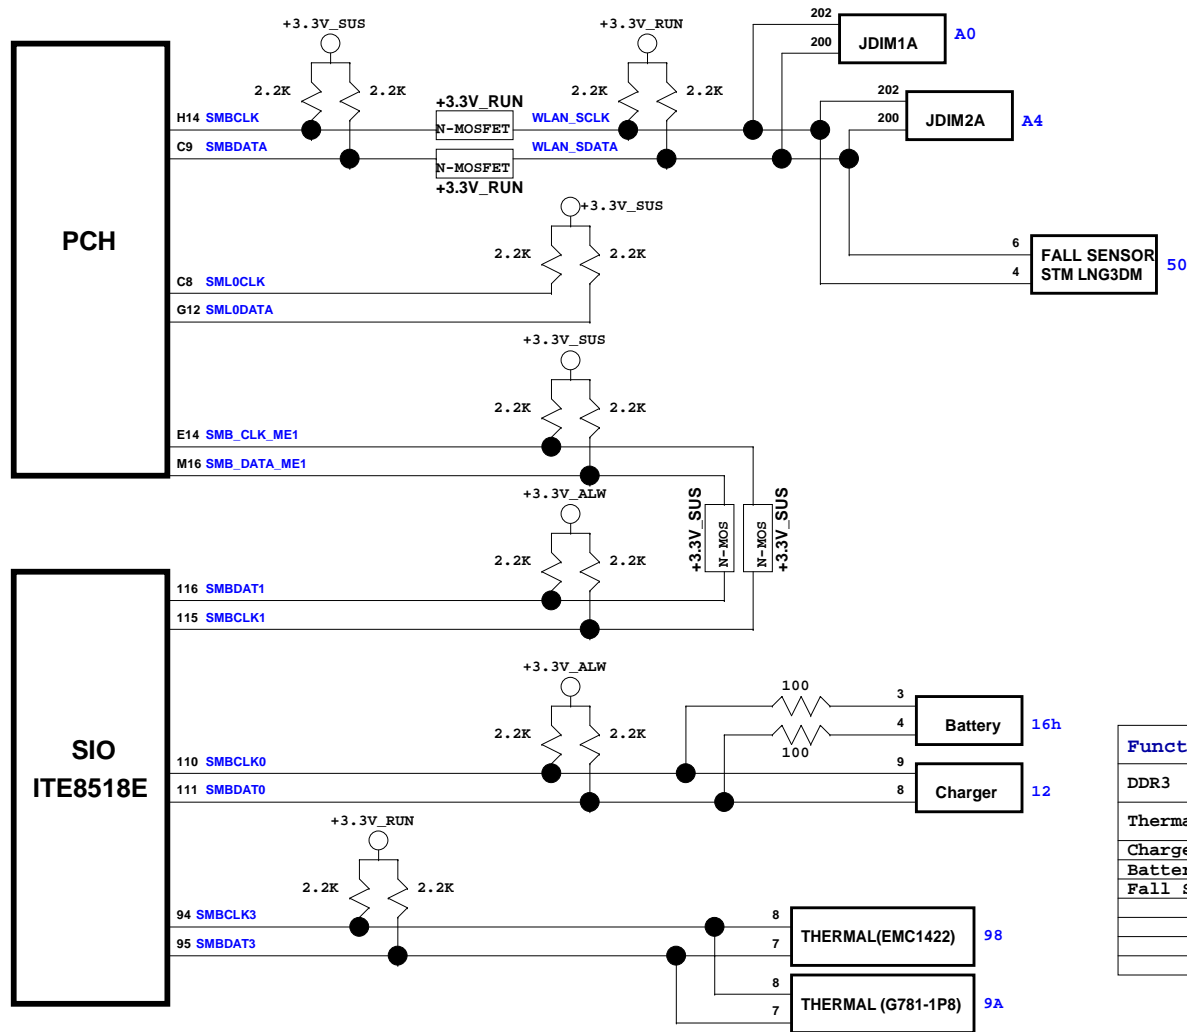 +3.3V_SUS
+3.3V_RUN
202
200
JDIM1A
A0
2.2K
2.2K
2.2K
2.2K
202
200
JDIM2A
A4
+3.3V_RUN
H14 SMBCLK
N-MOSFET
WLAN_SCLK
C9 SMBDATA
N-MOSFET
WLAN_SDATA
+3.3V_RUN
PCH
+3.3V_SUS
2.2K
2.2K
6
4
FALL SENSOR
STM LNG3DM
50
C8 SML0CLK
G12 SML0DATA
+3.3V_SUS
2.2K
2.2K
E14 SMB_CLK_ME1
M16 SMB_DATA_ME1
+3.3V_SUS
N-MOS
N-MOS
+3.3V_SUS
+3.3V_ALW
2.2K
2.2K
116 SMBDAT1
115 SMBCLK1
SIO
ITE8518E
+3.3V_ALW
2.2K
2.2K
100
100
3
4
Battery
16h
110 SMBCLK0
111 SMBDAT0
9
8
Charger
12
+3.3V_RUN
2.2K
2.2K
94 SMBCLK3
95 SMBDAT3
8
7
THERMAL(EMC1422)
98
8
7
THERMAL (G781-1P8)
9A
Funct
DDR3
Therma
Charge
Batter
Fall S